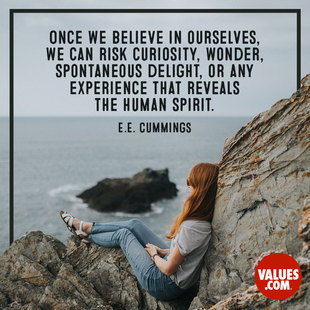 ONCE WE BELIEVE IN OURSELVES,
WE CAN RISK CURIOSITY, WONDER,
SPONTANEOUS DELIGHT, OR ANY
EXPERIENCE THAT REVEALS
THE HUMAN SPIRIT.
E.E. CUMMINGS
VALUES
.COM